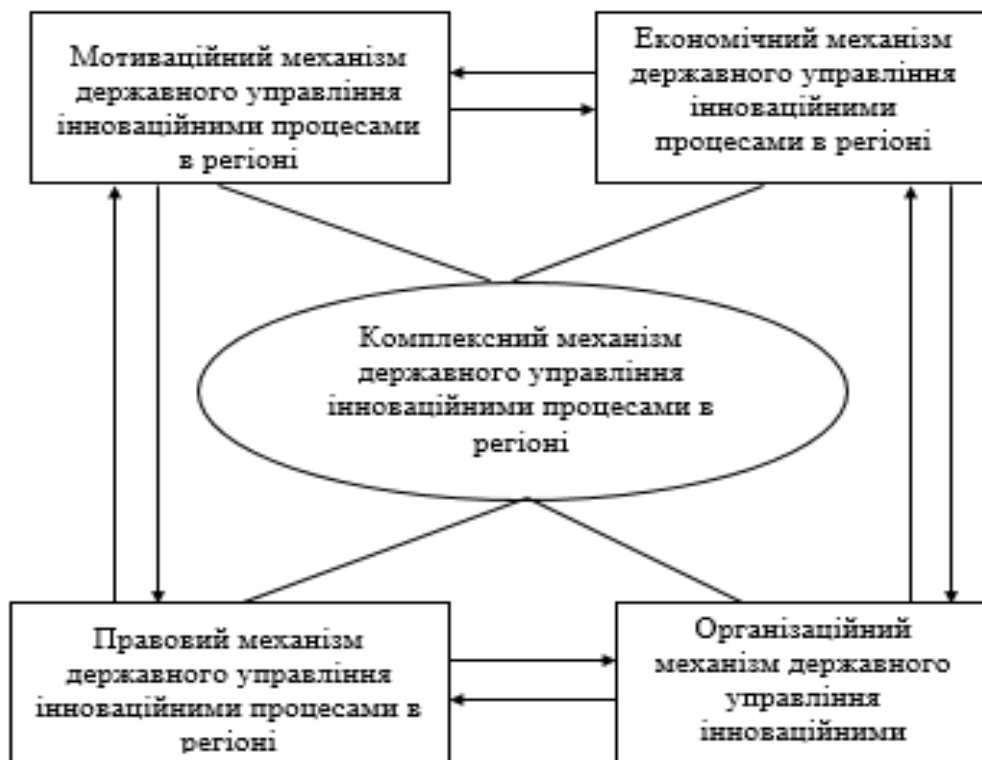 Мотиваційний механізм
державного управління
інноваційними процесами
в регіоні
Економічний механізм
державного управління
інноваційними
процесами в регіоні
Комплексний механізм
державного управління
інноваційними процесами в
регіоні
Правовий механізм
державного управління
інноваційними процесами в
регіоні
Організаційний
механізм державного
управління
інноваційними